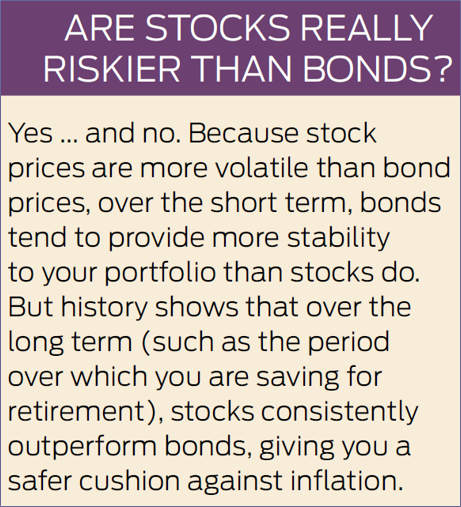 ARE STOCKS REALLY
RISKIER THAN BONDS?
Yes ... and no. Because stock
prices are more volatile than bond
prices, over the short term, bonds
tend to provide more stability
to your portfolio than stocks do.
But history shows that over the
long term (such as the period
over which you are saving for
retirement), stocks consistently
outperform bonds, giving you a
safer cushion against inflation.